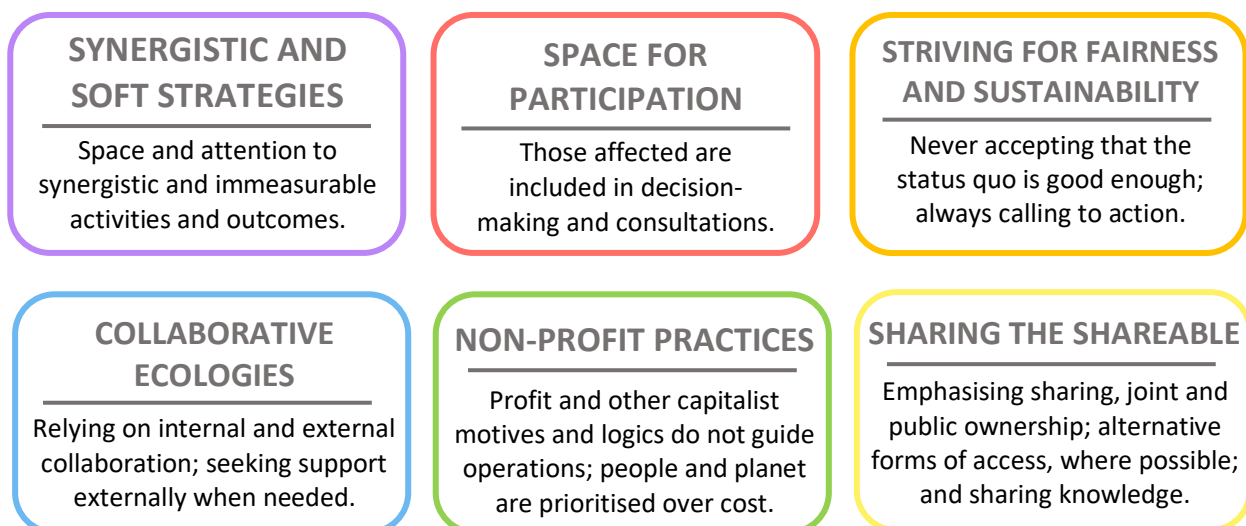 SYNERGISTIC AND
SOFT STRATEGIES
Space and attention to
synergistic and immeasurable
activities and outcomes.
SPACE FOR
PARTICIPATION
Those affected are
included in decision-
making and consultations.
STRIVING FOR FAIRNESS
AND SUSTAINABILITY
Never accepting that the
status quo is good enough;
always calling to action.
COLLABORATIVE
ECOLOGIES
Relying on internal and external
collaboration; seeking support
externally when needed.
NON-PROFIT PRACTICES
Profit and other capitalist
motives and logics do not guide
operations; people and planet
are prioritised over cost.
SHARING THE SHAREABLE
Emphasising sharing, joint and
public ownership; alternative
forms of access, where possible;
and sharing knowledge.